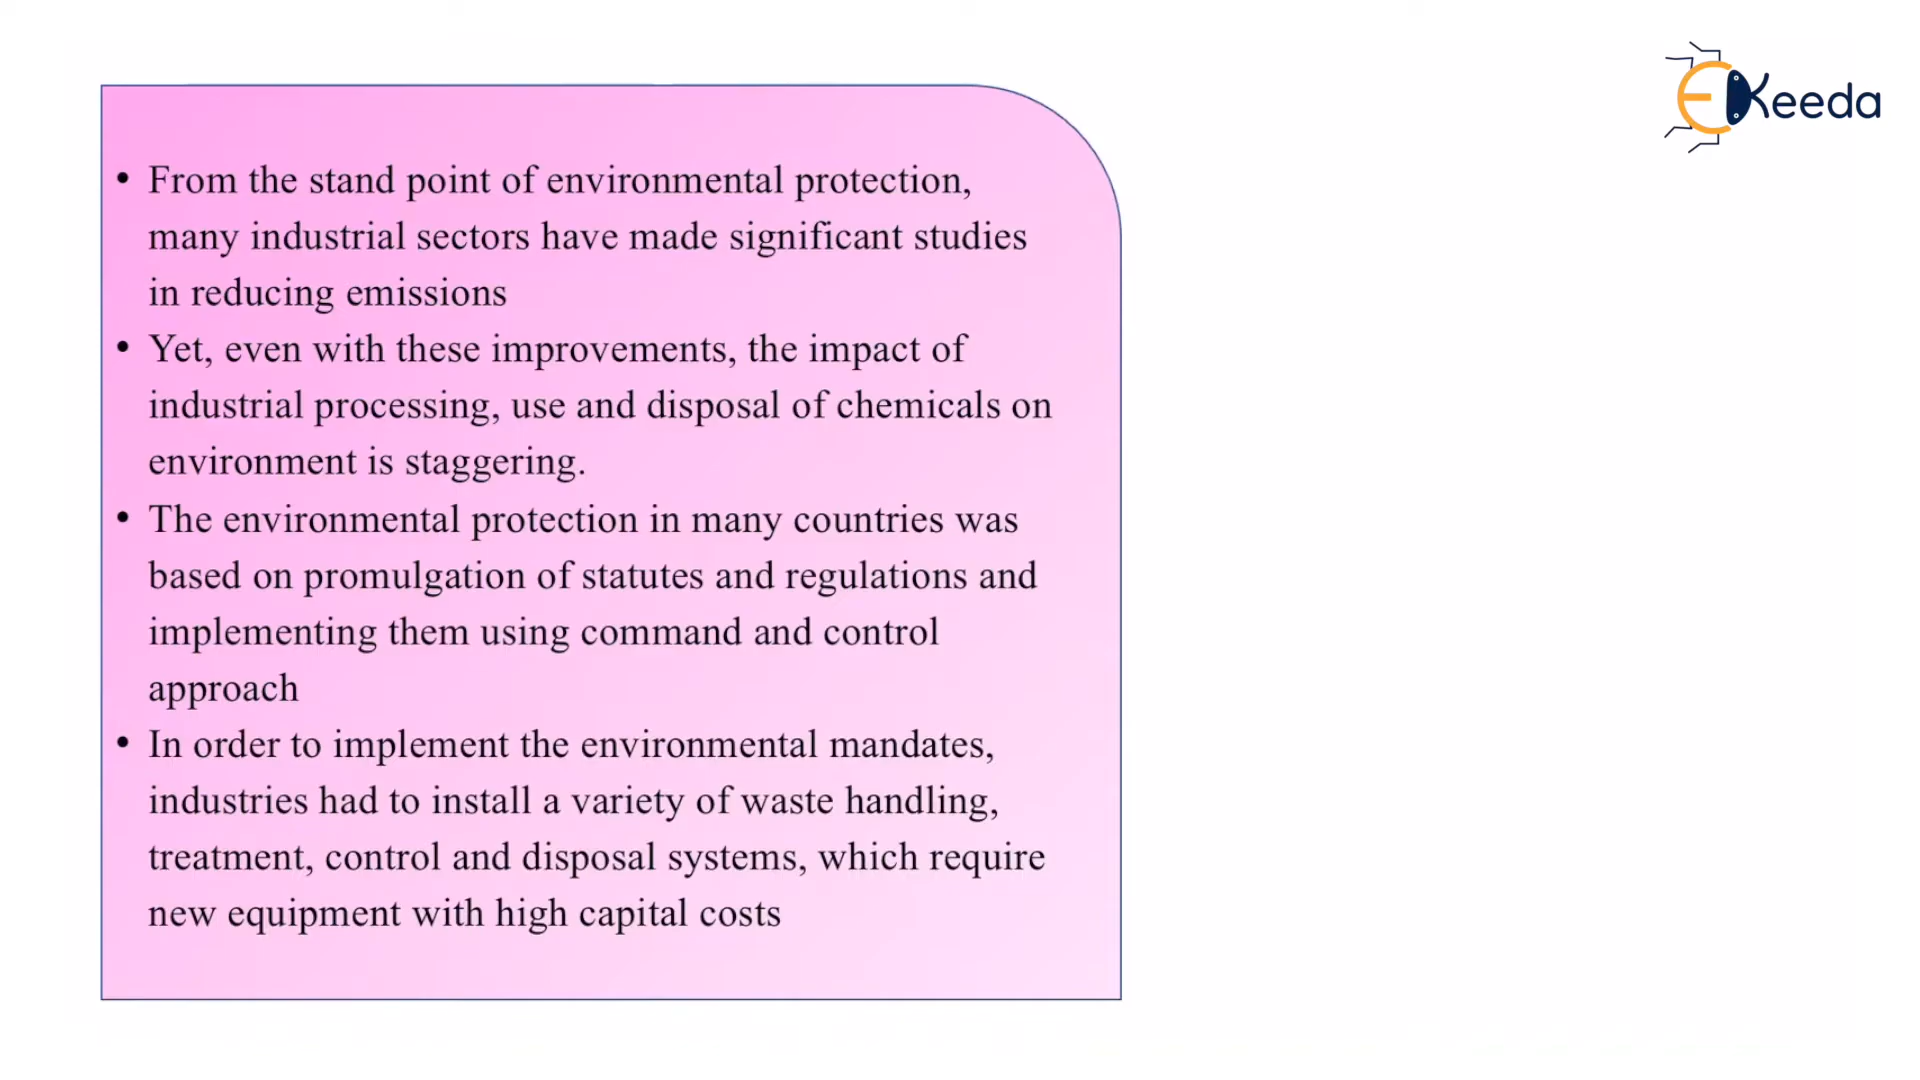 EKeeda
• From the stand point of environmental protection,
many industrial sectors have made significant studies
in reducing emissions
• Yet, even with these improvements, the impact of
industrial processing, use and disposal of chemicals on
environment is staggering.
• The environmental protection in many countries was
based on promulgation of statutes and regulations and
implementing them using command and control
approach
• In order to implement the environmental mandates,
industries had to install a variety of waste handling,
treatment, control and disposal systems, which require
new equipment with high capital costs